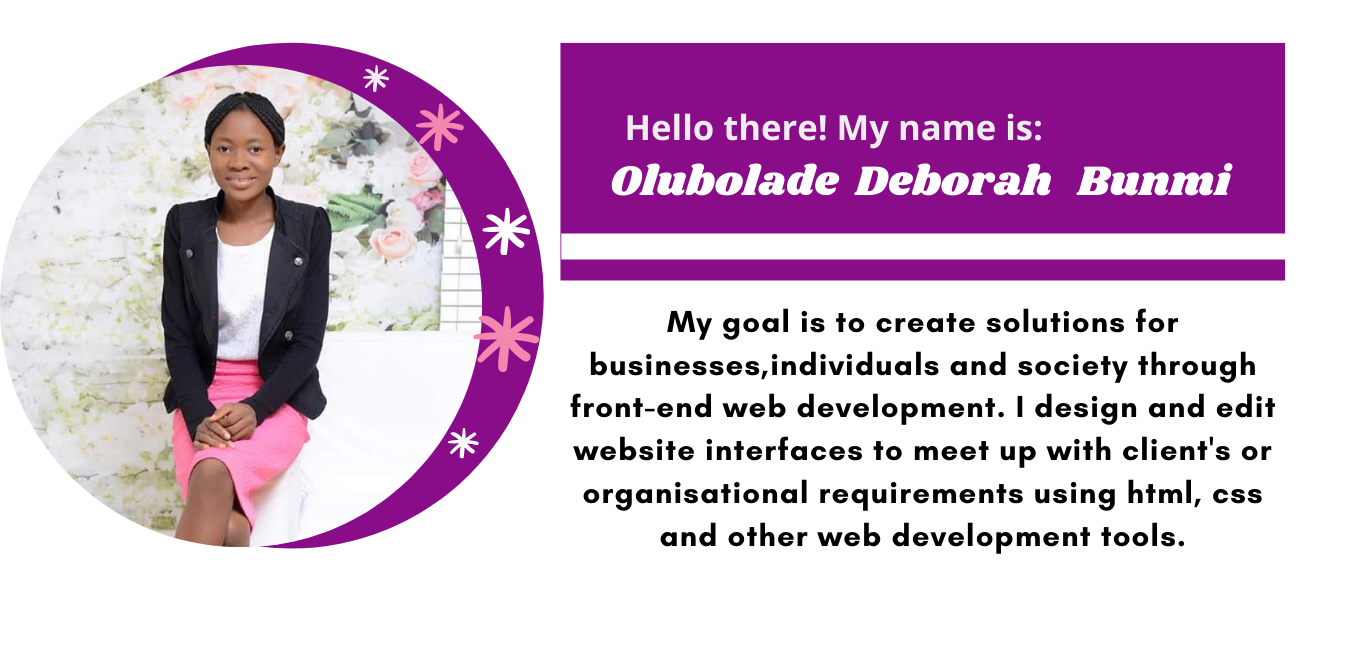 Hello there! My name is:
Olubolade Deborah Bunmi
My goal is to create solutions for
businesses,individuals and society through
front-end web development. I design and edit
website interfaces to meet up with client's or
organisational requirements using html, css
and other web development tools.